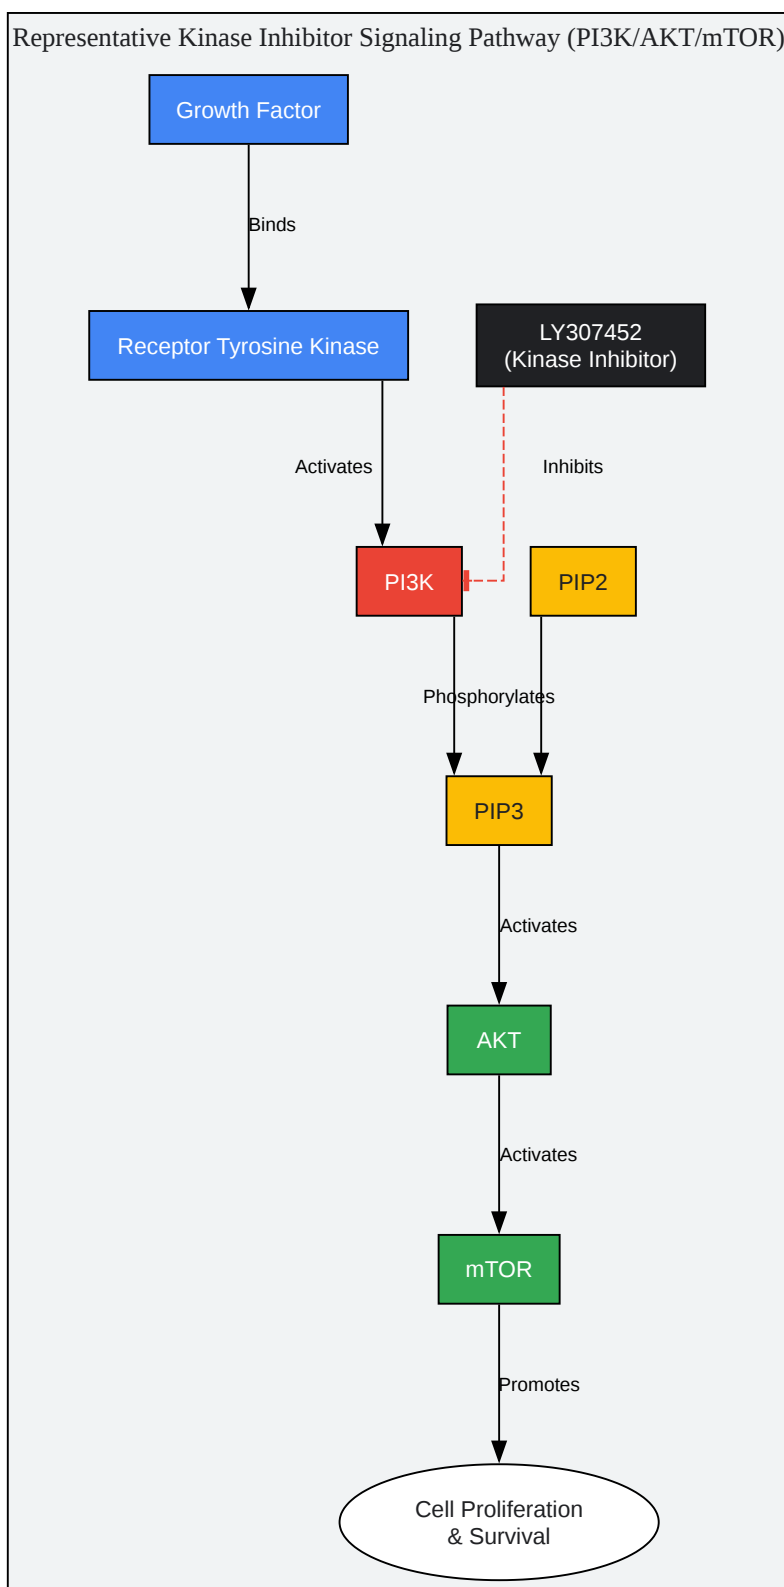 Representative Kinase Inhibitor Signaling Pathway (PI3K/AKT/mTOR)
Growth Factor
Binds
Receptor Tyrosine Kinase
LY307452
(Kinase Inhibitor)
Activates
Inhibits
PI3K
PIP2
Phosphorylates
PIP3
Activates
AKT
Activates
mTOR
Promotes
Cell Proliferation
& Survival